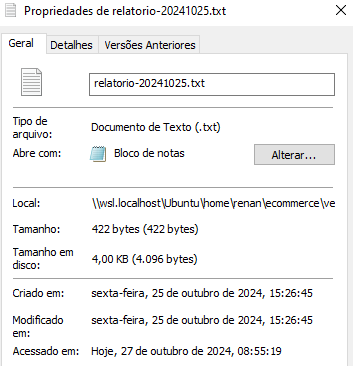 Propriedades de relatorio-20241025.txt
Geral Detalhes Versões Anteriores
relatorio-20241025.txt
Tipo de
arquivo: Documento de Texto (.txt)
Abre com: Bloco de notas Alterar...
Local: \\wsl.localhost\Ubuntu\home\renan\ecommerce\ve
Tamanho: 422 bytes (422 bytes)
Tamanho em
disco: 4,00 KB (4.096 bytes)
Criado em: sexta-feira, 25 de outubro de 2024, 15:26:45
Modificado
em: sexta-feira, 25 de outubro de 2024, 15:26:45
Acessado em: Hoje, 27 de outubro de 2024, 08:55:19